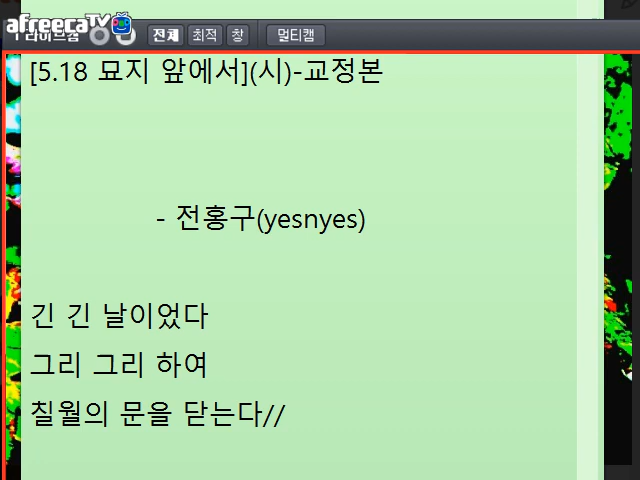 afreecaTV
전체 최적 창 멀티캠
[5.18 묘지 앞에서](시)-교정본
- 전홍구(yesnyes)
긴 긴 날이었다
그리 그리 하여
칠월의 문을 닫는다//